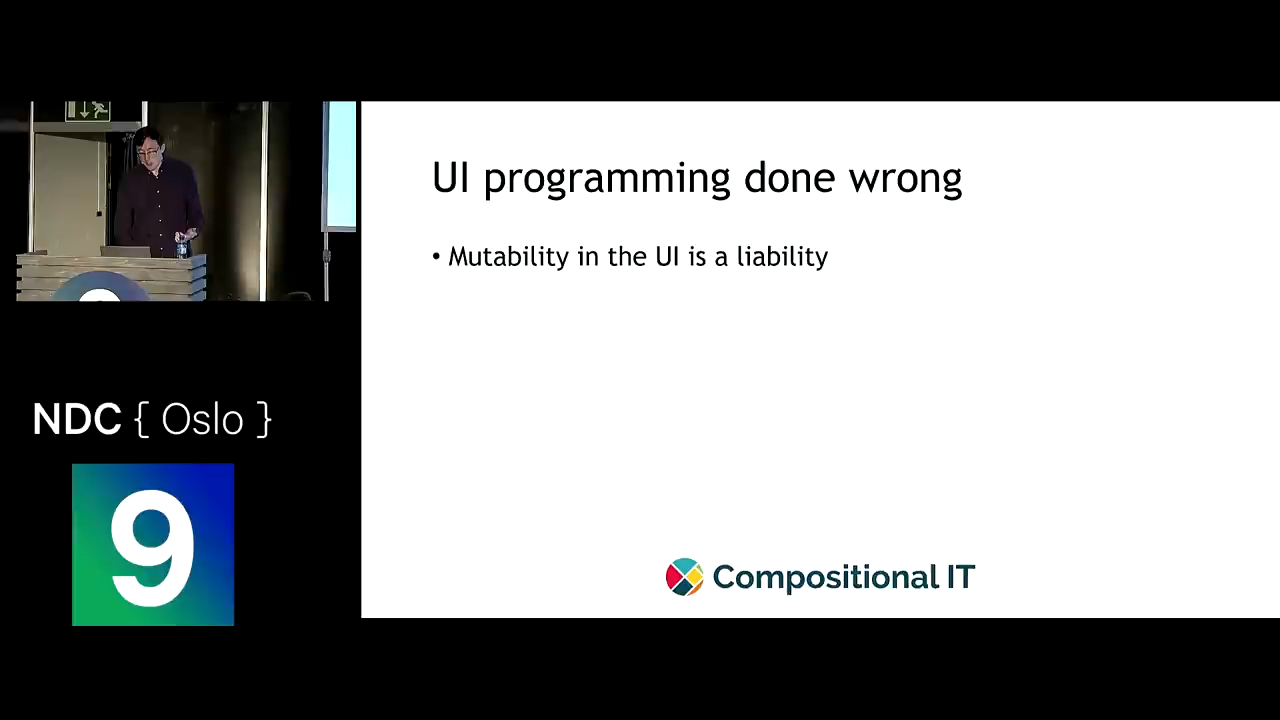 UI programming done wrong
• Mutability in the UI is a liability
NDC { Oslo }
9
Compositional IT